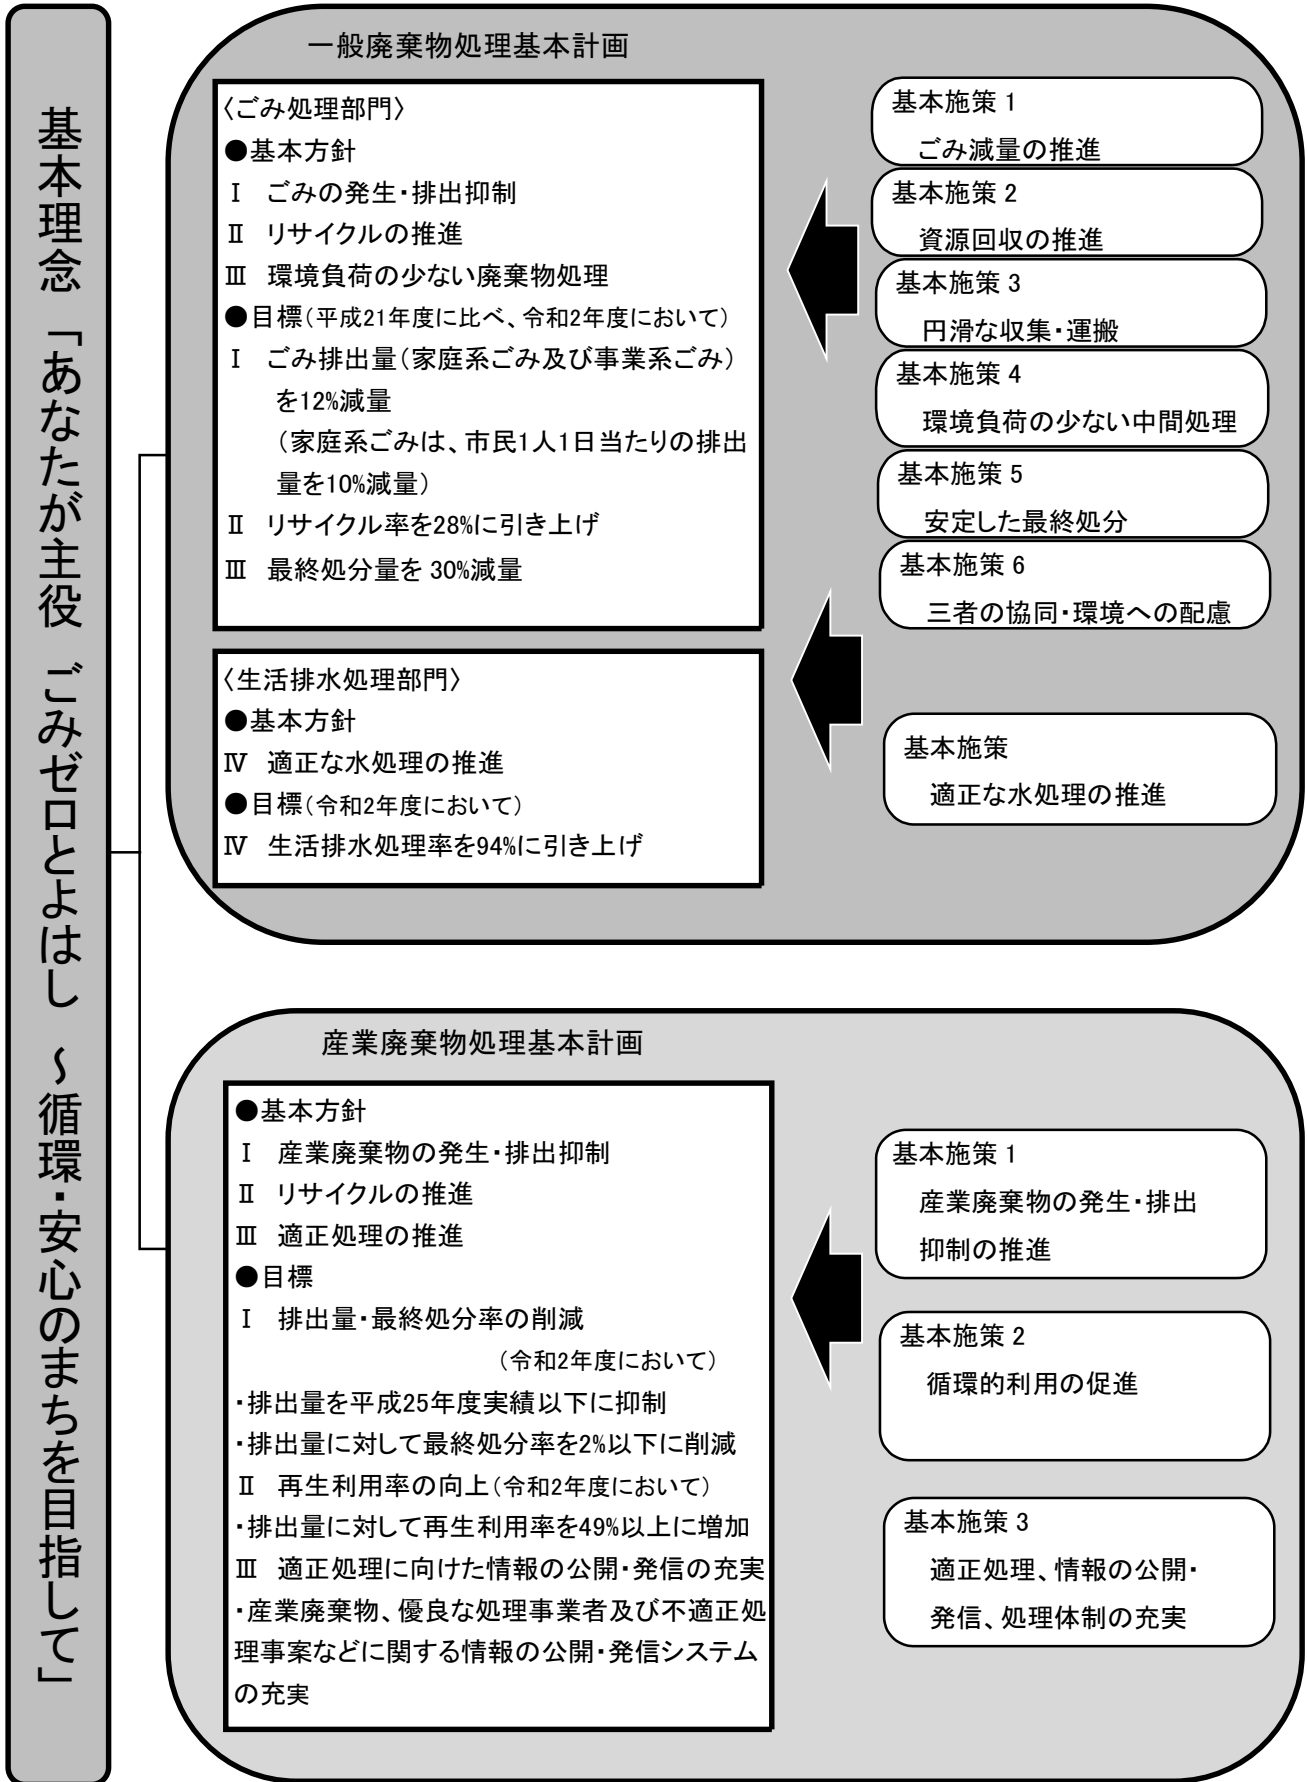 基本理念「あなたが主役 ごみゼロとよはし ～循環・安心のまちを目指して」
一般廃棄物処理基本計画
〈ごみ処理部門〉
●基本方針
Ⅰ ごみの発生・排出抑制
Ⅱ リサイクルの推進
Ⅲ 環境負荷の少ない廃棄物処理
●目標（平成21年度に比べ、令和2年度において）
Ⅰ ごみ排出量（家庭系ごみ及び事業系ごみ）
を12%減量
（家庭系ごみは、市民1人1日当たりの排出
量を10%減量）
Ⅱ リサイクル率を28%に引き上げ
Ⅲ 最終処分量を 30%減量
基本施策 1
ごみ減量の推進
基本施策 2
資源回収の推進
基本施策 3
円滑な収集・運搬
基本施策 4
環境負荷の少ない中間処理
基本施策 5
安定した最終処分
基本施策 6
三者の協同・環境への配慮
〈生活排水処理部門〉
●基本方針
Ⅳ 適正な水処理の推進
●目標（令和2年度において）
Ⅳ 生活排水処理率を94%に引き上げ
基本施策
適正な水処理の推進
産業廃棄物処理基本計画
●基本方針
Ⅰ 産業廃棄物の発生・排出抑制
Ⅱ リサイクルの推進
Ⅲ 適正処理の推進
●目標
Ⅰ 排出量・最終処分率の削減
（令和2年度において）
・排出量を平成25年度実績以下に抑制
・排出量に対して最終処分率を2%以下に削減
Ⅱ 再生利用率の向上（令和2年度において）
・排出量に対して再生利用率を49%以上に増加
Ⅲ 適正処理に向けた情報の公開・発信の充実
・産業廃棄物、優良な処理事業者及び不適正処
理事案などに関する情報の公開・発信システム
の充実
基本施策 1
産業廃棄物の発生・排出
抑制の推進
基本施策 2
循環的利用の促進
基本施策 3
適正処理、情報の公開・
発信、処理体制の充実